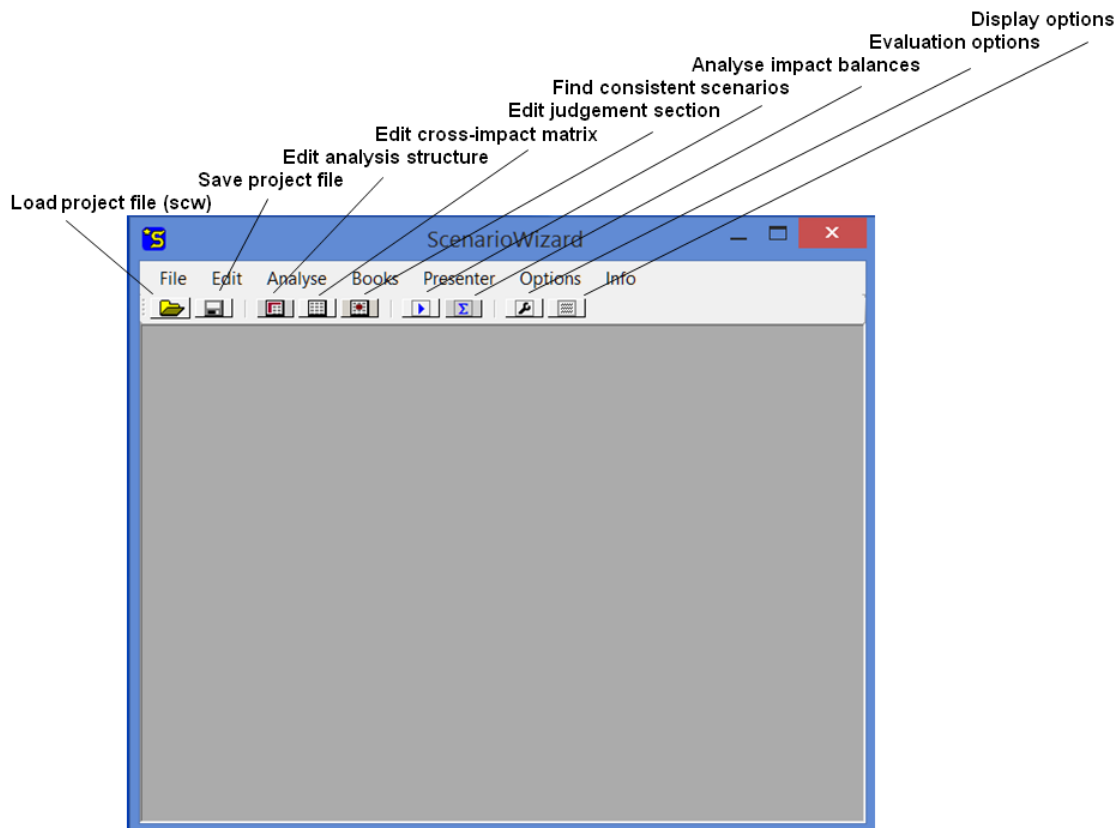 Display options
Evaluation options
Analyse impact balances
Find consistent scenarios
Edit judgement section
Edit cross-impact matrix
Edit analysis structure
Save project file
Load project file (scw)
S
ScenarioWizard
File Edit Analyse Books Presenter Options Info
Σ